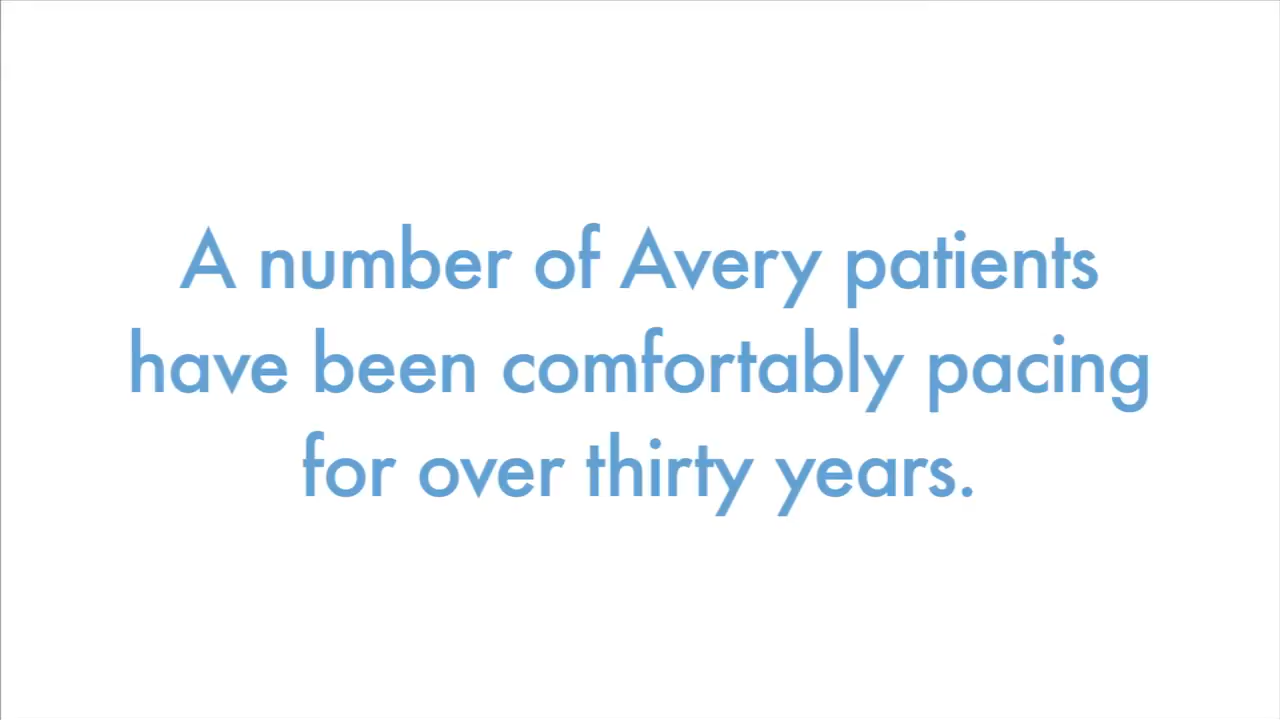 A number of Avery patients
have been comfortably pacing
for over thirty years.